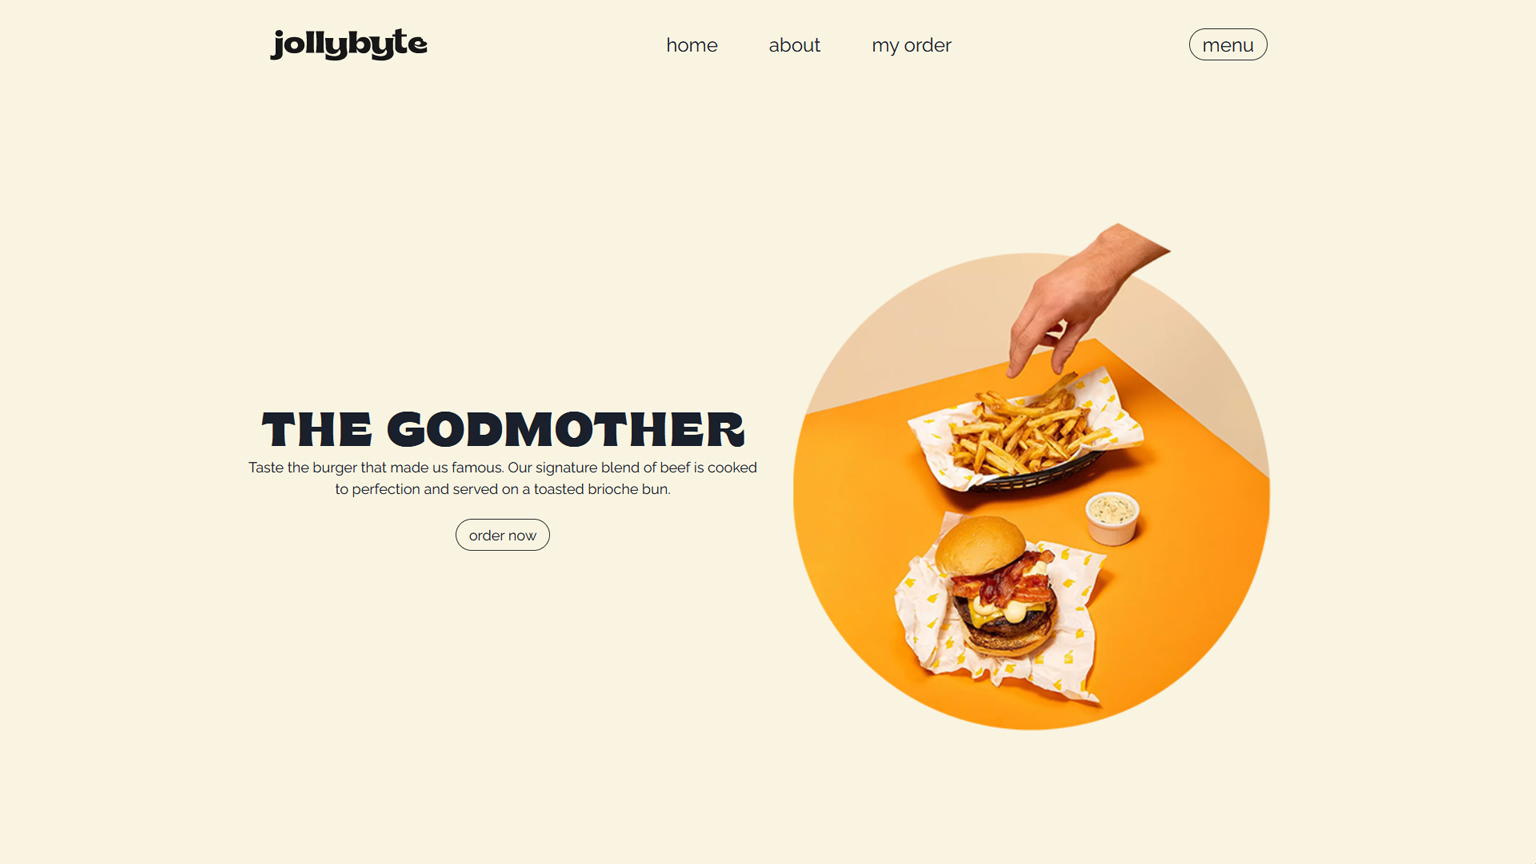 jollybyte
home
about
my order
menu
THE GODMOTHER
Taste the burger that made us famous. Our signature blend of beef is cooked
to perfection and served on a toasted brioche bun.
order now